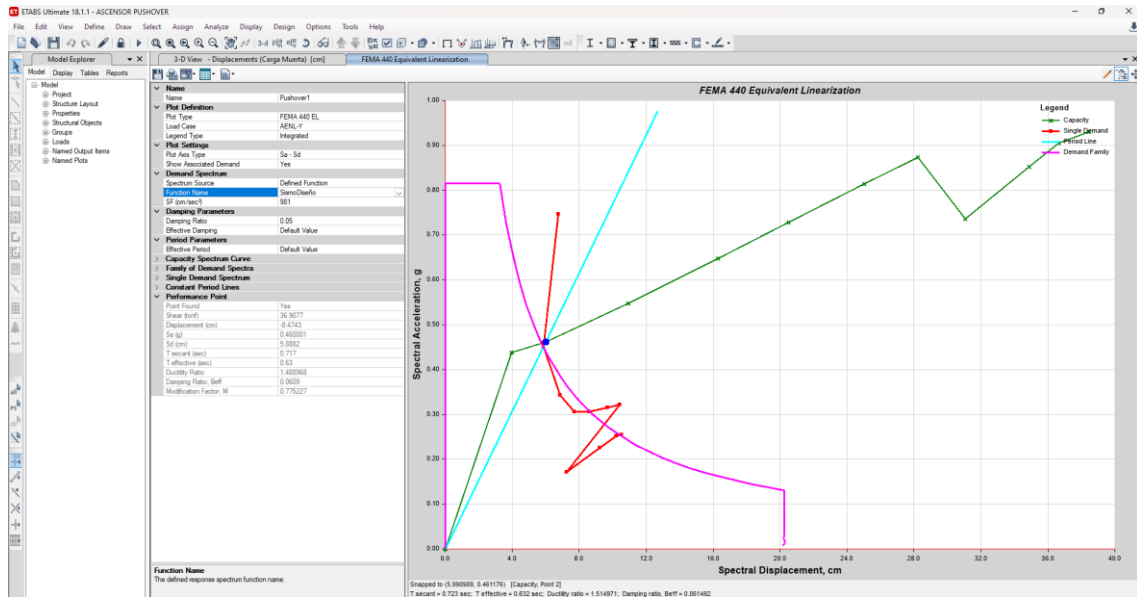 ETABS Ultimate 18.1.1 - ASCENSOR PUSHOVER
File Edit View Define Draw Select Assign Analyze Display Design Options Tools Help
Model Explorer
3-D View - Displacements (Carga Muerta) [cm]
FEMA 440 Equivalent Linearization
Model Display Tables Reports
Model
Project
Structure Layout
Properties
Structural Objects
Groups
Loads
Named Output Items
Named Plots
Name
Name Pushover1
Plot Definition
Plot Type FEMA 440 EL
Load Case AENL-Y
Legend Type Integrated
Plot Settings
Plot Axis Type Sa - Sd
Show Associated Demand Yes
Demand Spectrum
Spectrum Source Defined Function
Function Name SismoDiseño
SF (cm/sec²) 981
Damping Parameters
Damping Ratio 0.05
Effective Damping Default Value
Period Parameters
Effective Period Default Value
Capacity Spectrum Curve
Family of Demand Spectra
Single Demand Spectrum
Constant Period Lines
Performance Point
Point Found Yes
Shear (tonf) 36.9077
Displacement (cm) -8.4743
Sa (g) 0.460001
Sd (cm) 5.8882
T secant (sec) 0.717
T effective (sec) 0.63
Ductility Ratio 1.488968
Damping Ratio, Beff 0.0609
Modification Factor, M 0.775227
Function Name
The defined response spectrum function name.
FEMA 440 Equivalent Linearization
Legend
Capacity
Single Demand
Period Line
Demand Family
Spectral Acceleration, g
1.00
0.90
0.80
0.70
0.60
0.50
0.40
0.30
0.20
0.10
0.00
0.0 4.0 8.0 12.0 16.0 20.0 24.0 28.0 32.0 36.0 40.0
Spectral Displacement, cm
Snapped to (5.990989, 0.461176) [Capacity, Point 2]
T secant = 0.723 sec; T effective = 0.632 sec; Ductility ratio = 1.514971; Damping ratio, Beff = 0.061492